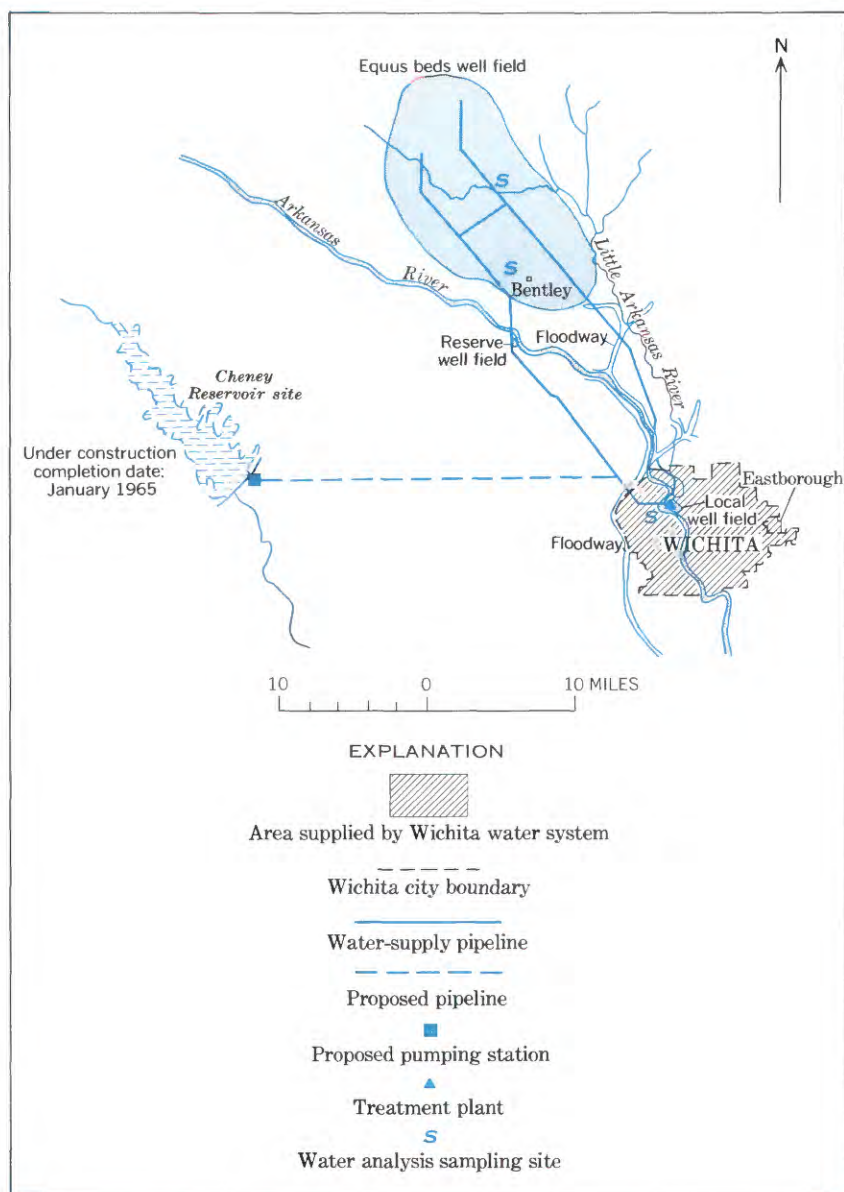 N
Equus beds well field
S
Arkansas
River
S
Bentley
Little Arkansas River
Reserve
well field
Floodway
Cheney
Reservoir site
Under construction
completion date:
January 1965
Eastborough
Local
well field
S
WICHITA
Floodway
10 0 10 MILES
EXPLANATION
Area supplied by Wichita water system
Wichita city boundary
Water-supply pipeline
Proposed pipeline
Proposed pumping station
Treatment plant
S
Water analysis sampling site